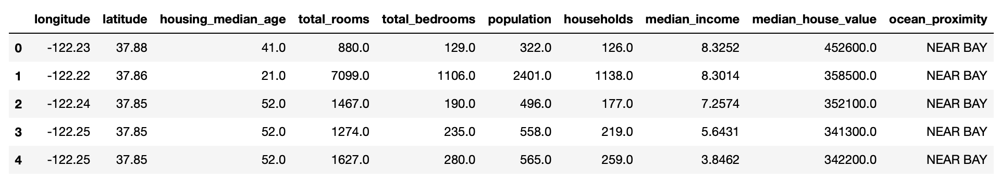 longitude latitude housing_median_age total_rooms total_bedrooms population households median_income median_house_value ocean_proximity
0 -122.23 37.88 41.0 880.0 129.0 322.0 126.0 8.3252 452600.0 NEAR BAY
1 -122.22 37.86 21.0 7099.0 1106.0 2401.0 1138.0 8.3014 358500.0 NEAR BAY
2 -122.24 37.85 52.0 1467.0 190.0 496.0 177.0 7.2574 352100.0 NEAR BAY
3 -122.25 37.85 52.0 1274.0 235.0 558.0 219.0 5.6431 341300.0 NEAR BAY
4 -122.25 37.85 52.0 1627.0 280.0 565.0 259.0 3.8462 342200.0 NEAR BAY